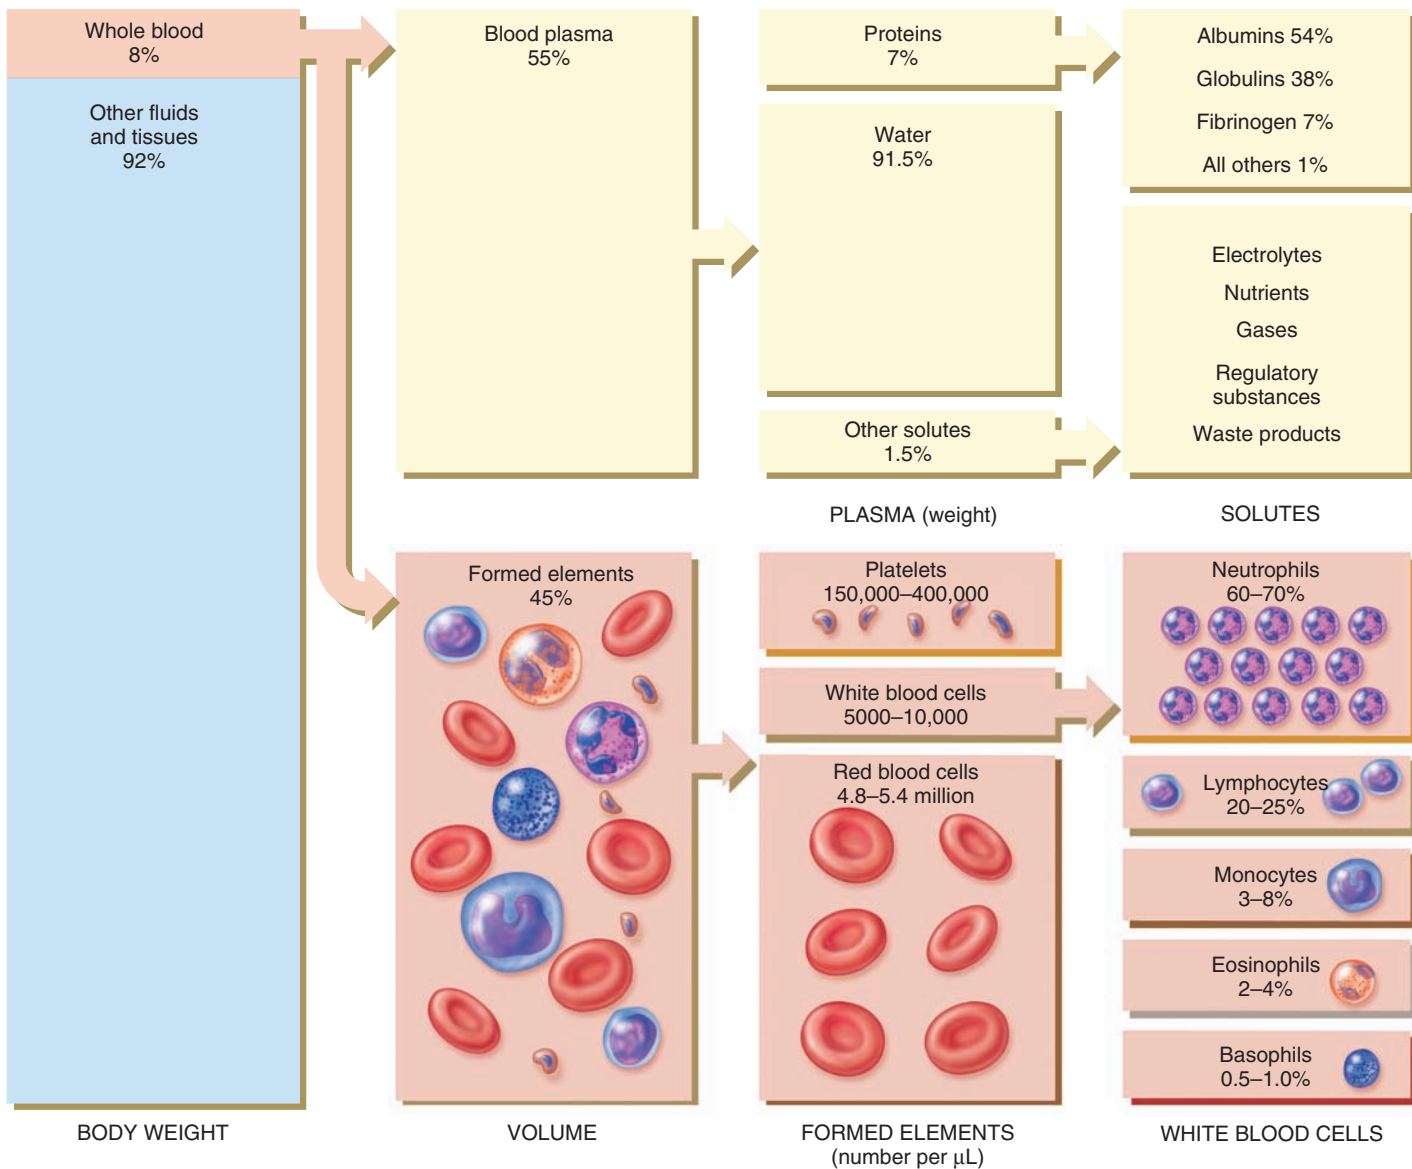 Whole blood
8%
Other fluids
and tissues
92%
BODY WEIGHT
Blood plasma
55%
Formed elements
45%
VOLUME
Proteins
7%
Water
91.5%
Other solutes
1.5%
PLASMA (weight)
Albumins 54%
Globulins 38%
Fibrinogen 7%
All others 1%
Electrolytes
Nutrients
Gases
Regulatory
substances
Waste products
SOLUTES
Platelets
150,000–400,000
White blood cells
5000–10,000
Red blood cells
4.8–5.4 million
FORMED ELEMENTS
(number per μL)
Neutrophils
60–70%
Lymphocytes
20–25%
Monocytes
3–8%
Eosinophils
2–4%
Basophils
0.5–1.0%
WHITE BLOOD CELLS